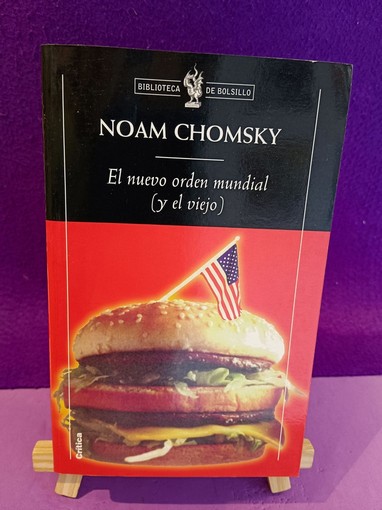 BIBLIOTECA DE BOLSILLO
NOAM CHOMSKY
El nuevo orden mundial
(y el viejo)
Crítica